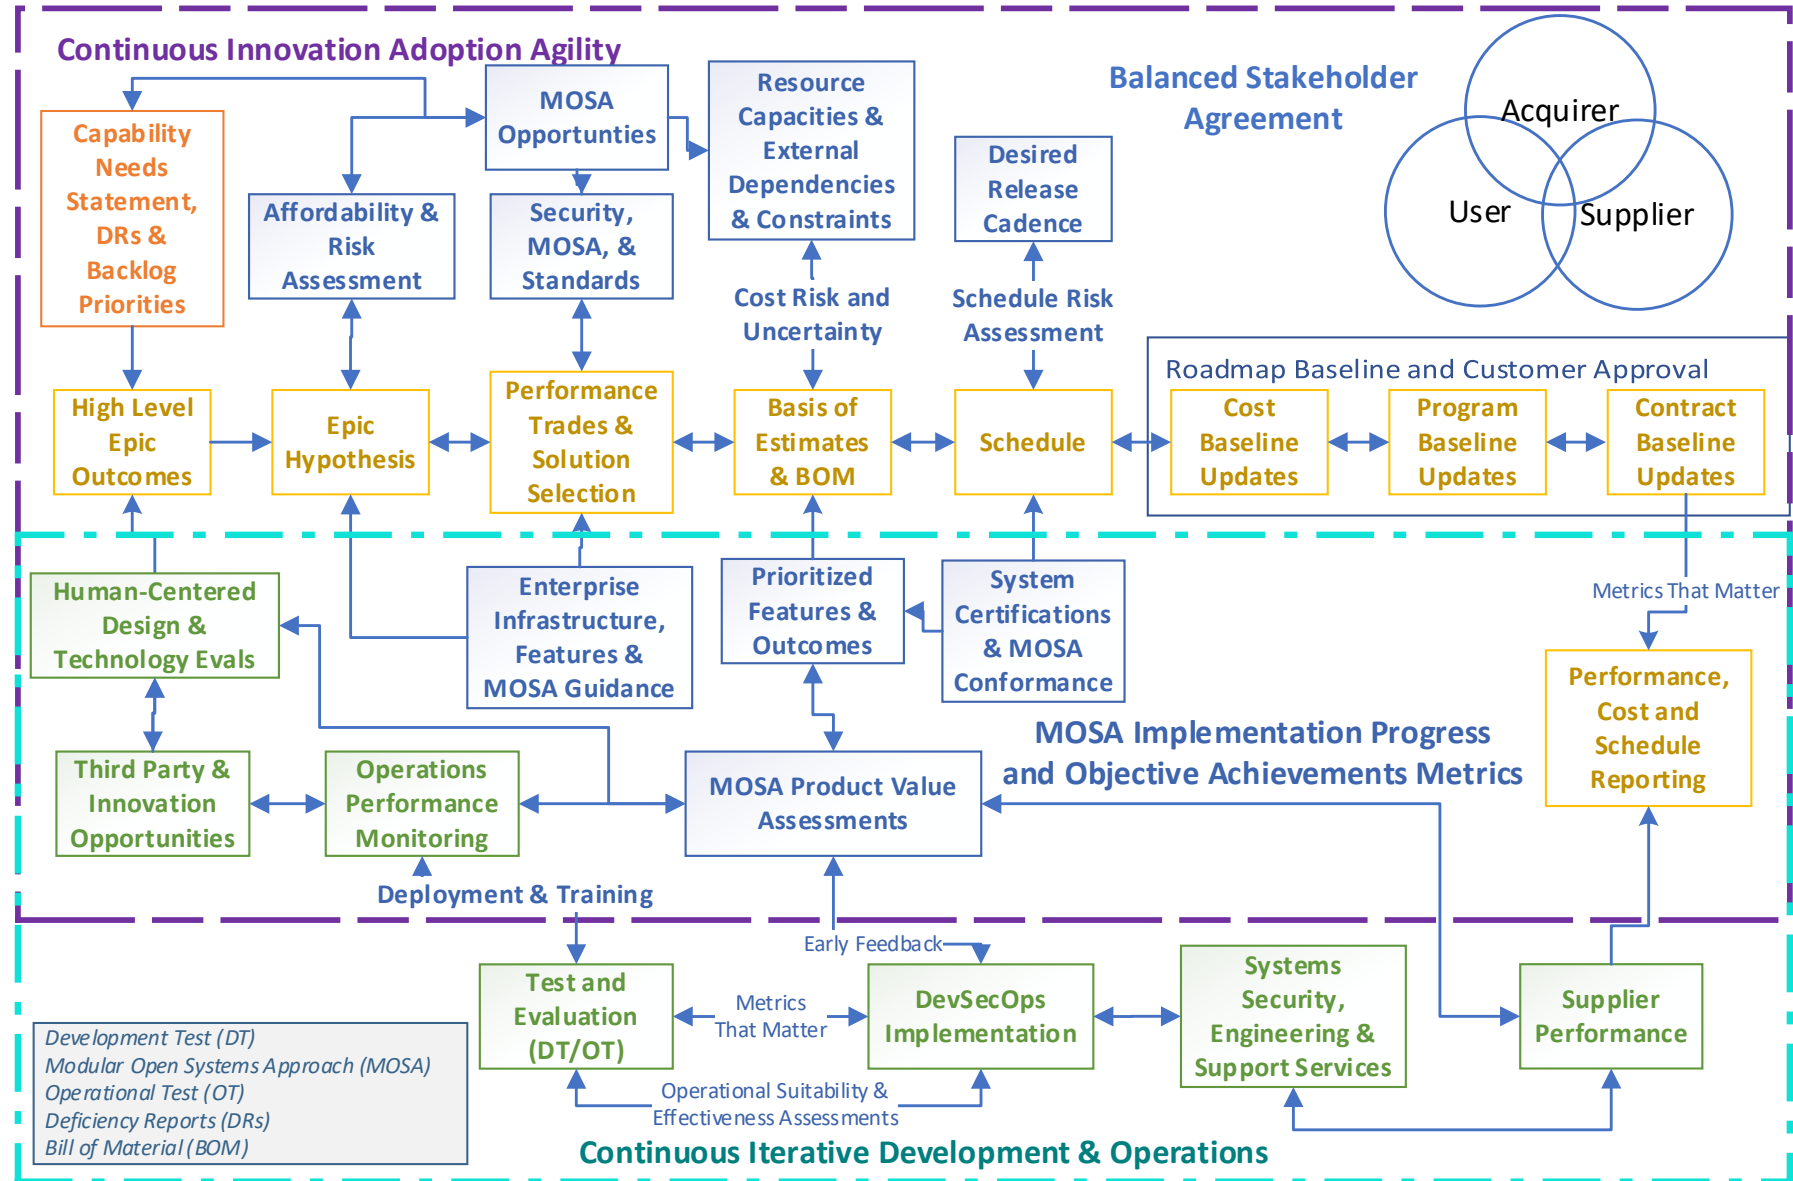 Continuous Innovation Adoption Agility
MOSA
Opportunties
Resource
Capacities &
External
Dependencies
& Constraints
Balanced Stakeholder
Agreement
Acquirer
User
Supplier
Capability
Needs
Statement,
DRs &
Backlog
Priorities
Affordability &
Risk
Assessment
Security,
MOSA, &
Standards
Desired
Release
Cadence
Cost Risk and
Uncertainty
Schedule Risk
Assessment
Roadmap Baseline and Customer Approval
High Level
Epic
Outcomes
Epic
Hypothesis
Performance
Trades &
Solution
Selection
Basis of
Estimates
& BOM
Schedule
Cost
Baseline
Updates
Program
Baseline
Updates
Contract
Baseline
Updates
Human-Centered
Design &
Technology Evals
Enterprise
Infrastructure,
Features &
MOSA Guidance
Prioritized
Features &
Outcomes
System
Certifications
& MOSA
Conformance
Metrics That Matter
Performance,
Cost and
Schedule
Reporting
MOSA Implementation Progress
and Objective Achievements Metrics
Third Party &
Innovation
Opportunities
Operations
Performance
Monitoring
MOSA Product Value
Assessments
Deployment & Training
Early Feedback
Test and
Evaluation
(DT/OT)
Metrics
That Matter
DevSecOps
Implementation
Systems
Security,
Engineering &
Support Services
Supplier
Performance
Operational Suitability &
Effectiveness Assessments
Development Test (DT)
Modular Open Systems Approach (MOSA)
Operational Test (OT)
Deficiency Reports (DRs)
Bill of Material (BOM)
Continuous Iterative Development & Operations